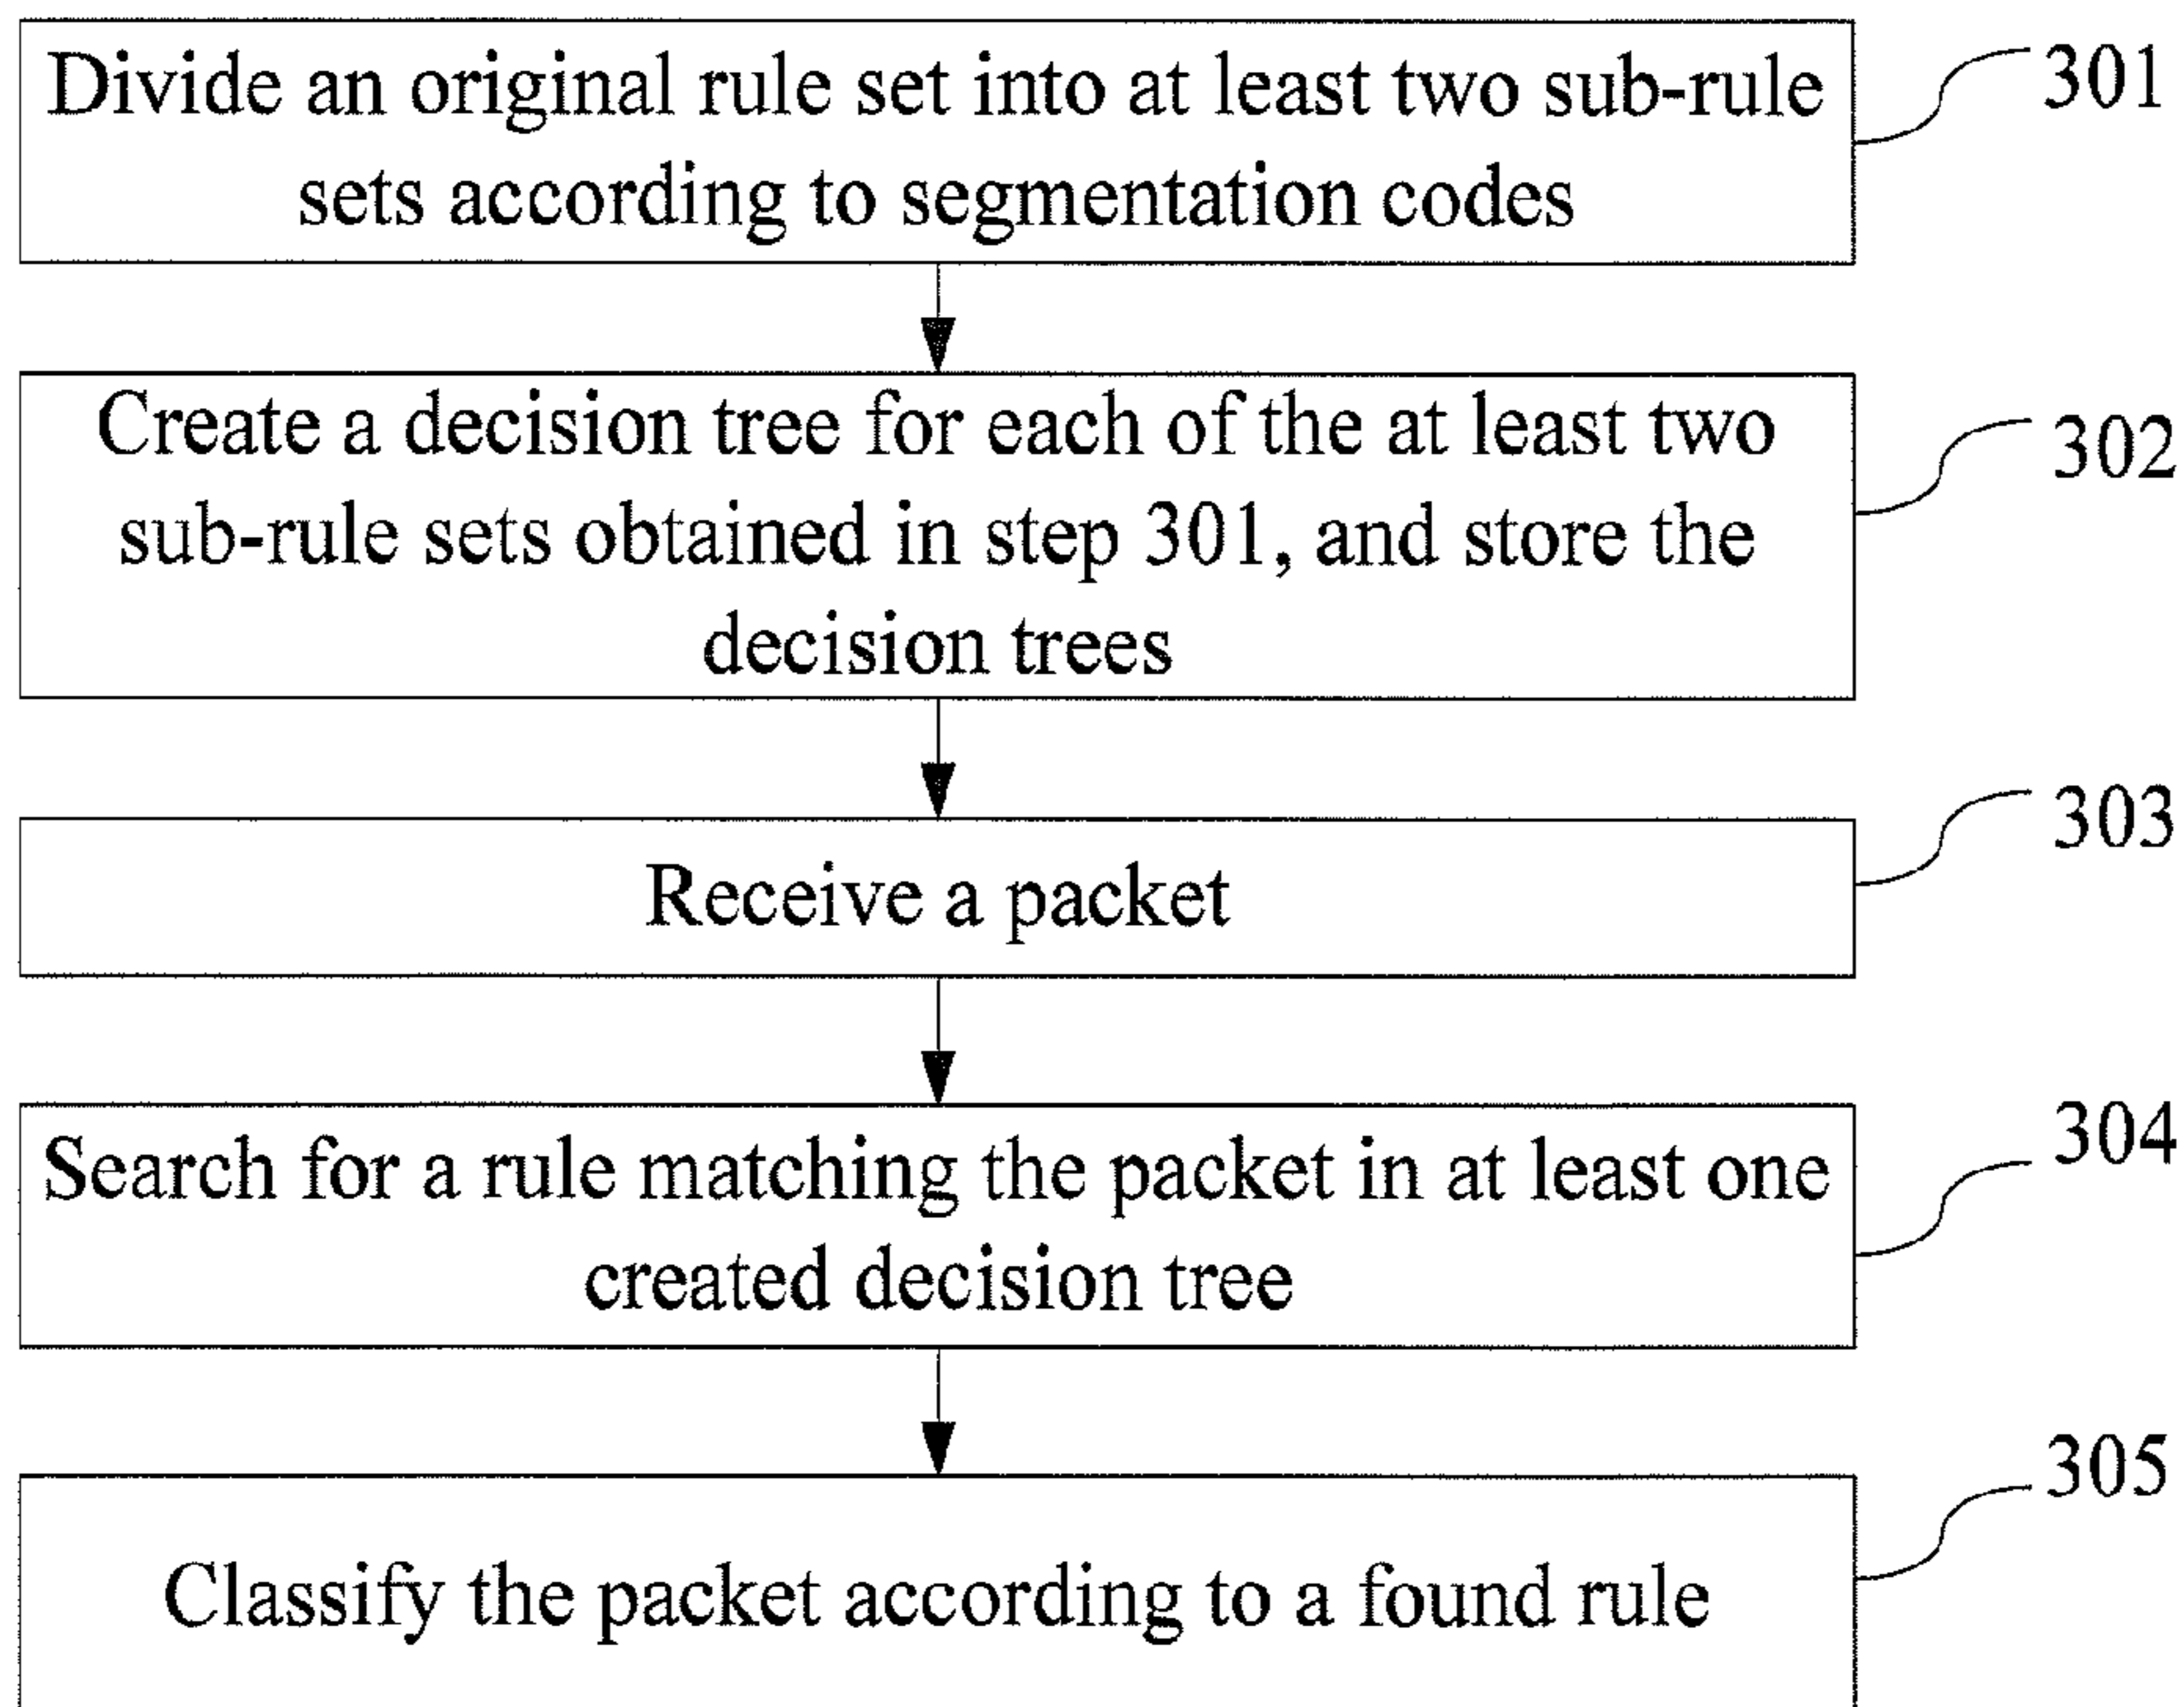 Divide an original rule set into at least two sub-rule
sets according to segmentation codes
301
Create a decision tree for each of the at least two
sub-rule sets obtained in step 301, and store the
decision trees
302
Receive a packet
303
Search for a rule matching the packet in at least one
created decision tree
304
Classify the packet according to a found rule
305